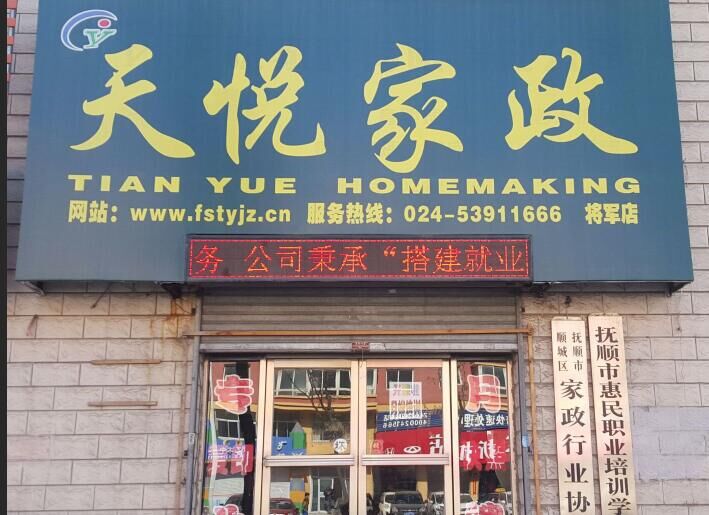 天悦家政
TIAN YUE HOMEMAKING
网站：www.fstyjz.cn 服务热线：024-53911666 将军店
务 公司秉承“搭建就业
抚顺市
顺城区
家政行业协
抚顺市惠民职业培训学
专